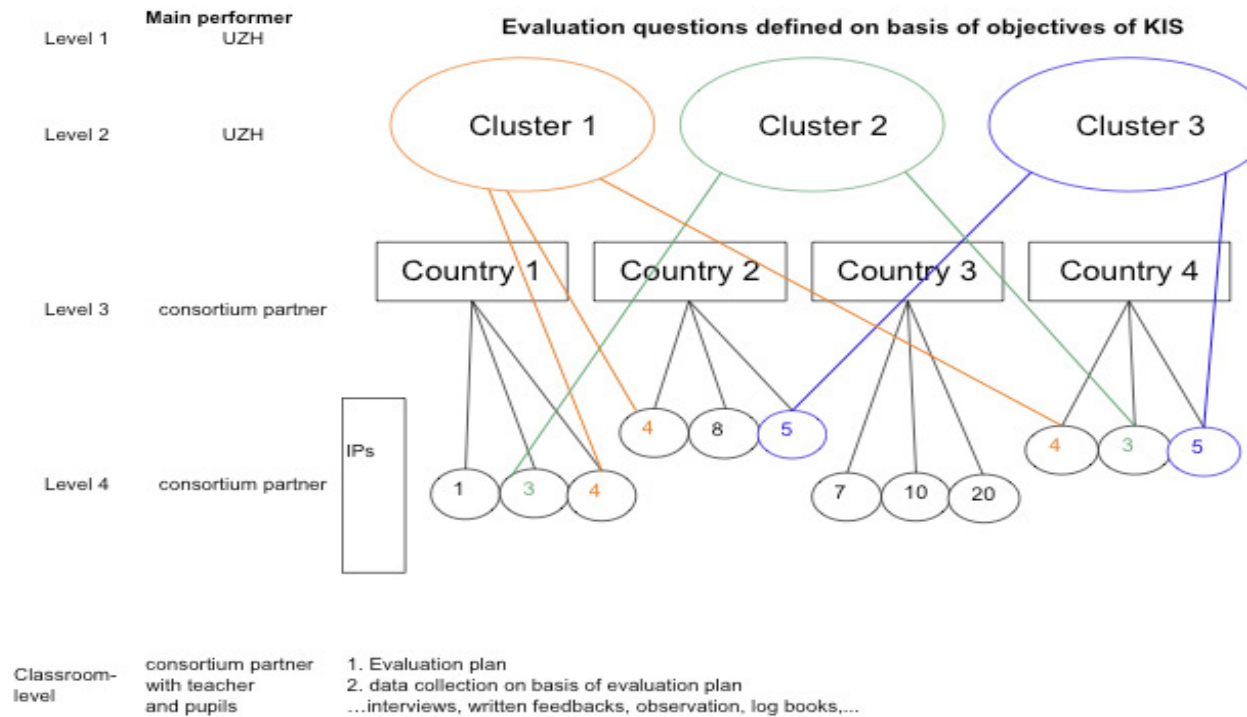 Main performer
Level 1 UZH
Evaluation questions defined on basis of objectives of KIS
Level 2 UZH
Cluster 1 Cluster 2 Cluster 3
Country 1 Country 2 Country 3 Country 4
Level 3 consortium partner
4 8 5
4 3 5
IPs
Level 4 consortium partner
1 3 4
7 10 20
Classroom-
level
consortium partner
with teacher
and pupils
1. Evaluation plan
2. data collection on basis of evaluation plan
...interviews, written feedbacks, observation, log books,...